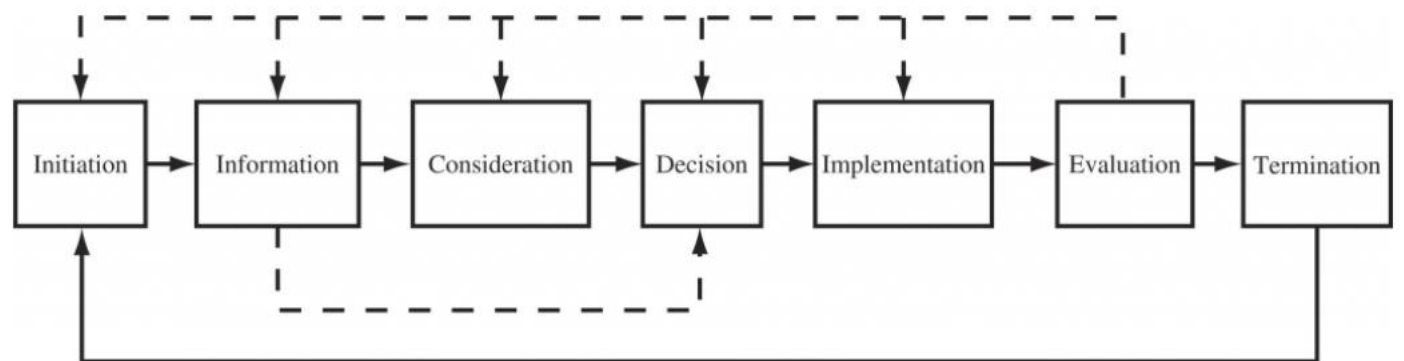 Initiation
Information
Consideration
Decision
Implementation
Evaluation
Termination